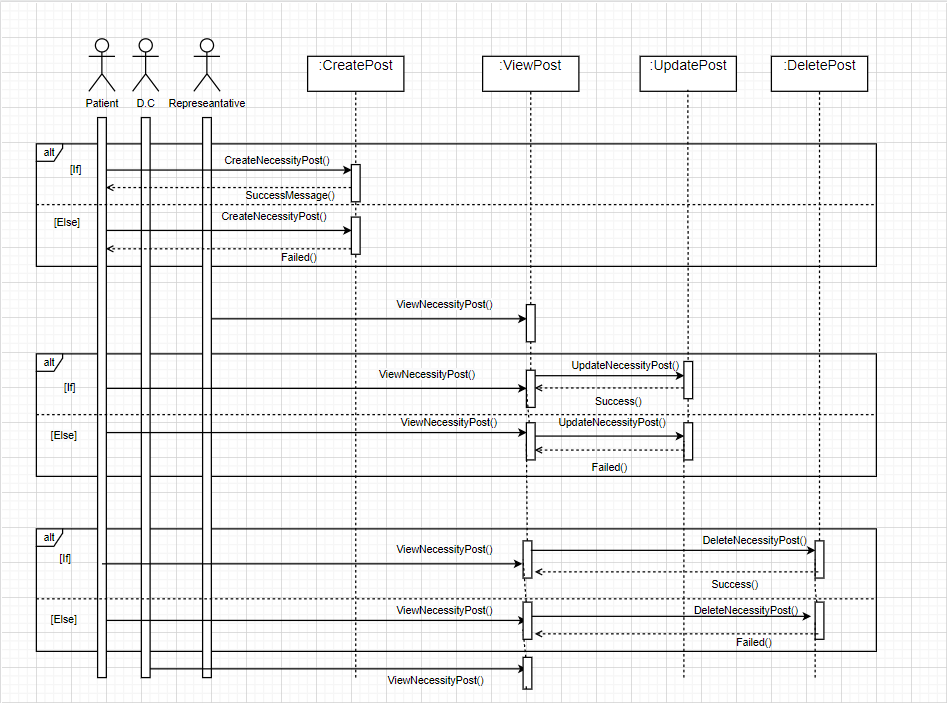 :CreatePost
:ViewPost
:UpdatePost
:DeletePost
Patient
D.C
Represeantative
alt
[If]
CreateNecessityPost()
SuccessMessage()
[Else]
CreateNecessityPost()
Failed()
ViewNecessityPost()
alt
[If]
ViewNecessityPost()
UpdateNecessityPost()
Success()
[Else]
ViewNecessityPost()
UpdateNecessityPost()
Failed()
alt
[If]
ViewNecessityPost()
DeleteNecessityPost()
Success()
[Else]
ViewNecessityPost()
DeleteNecessityPost()
Failed()
ViewNecessityPost()